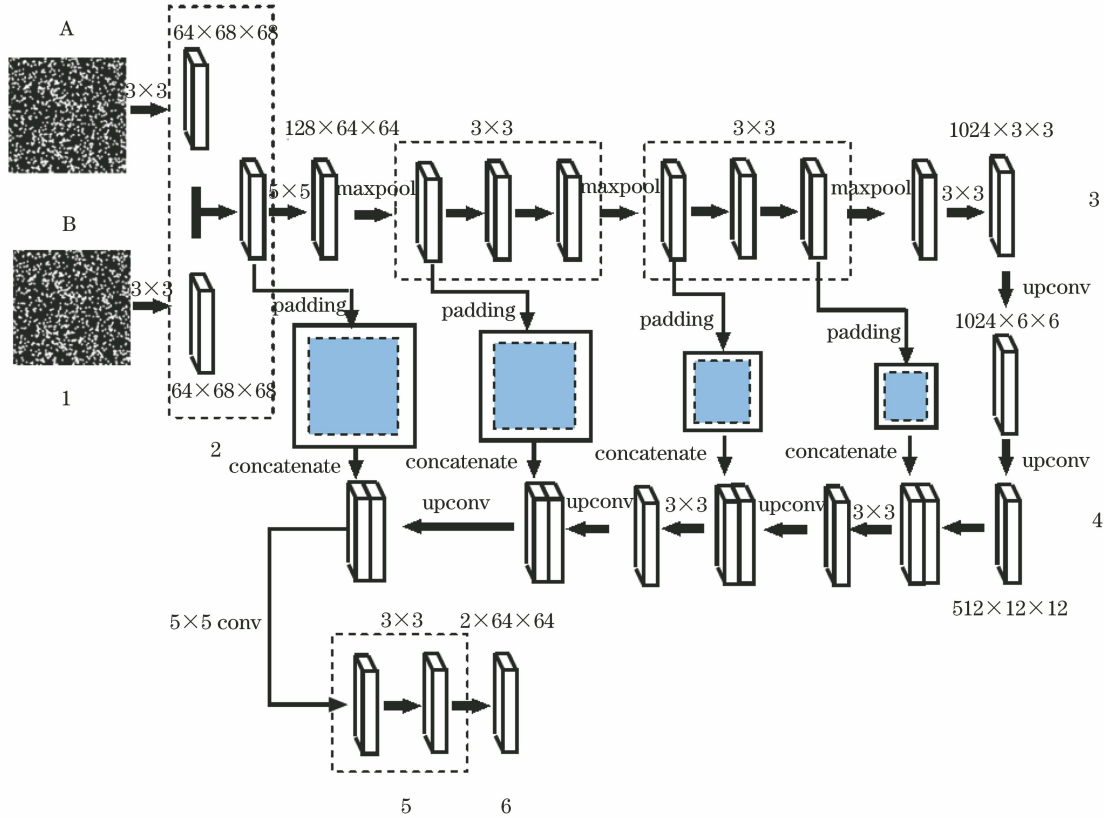 A
64×68×68
3×3
128×64×64
3×3
3×3
1024×3×3
5×5
maxpool
maxpool
maxpool
3×3
3
B
3×3
padding
padding
padding
padding
upconv
1024×6×6
64×68×68
1
2
concatenate
concatenate
concatenate
concatenate
upconv
upconv
upconv
3×3
upconv
3×3
4
512×12×12
5×5 conv
3×3
2×64×64
5
6